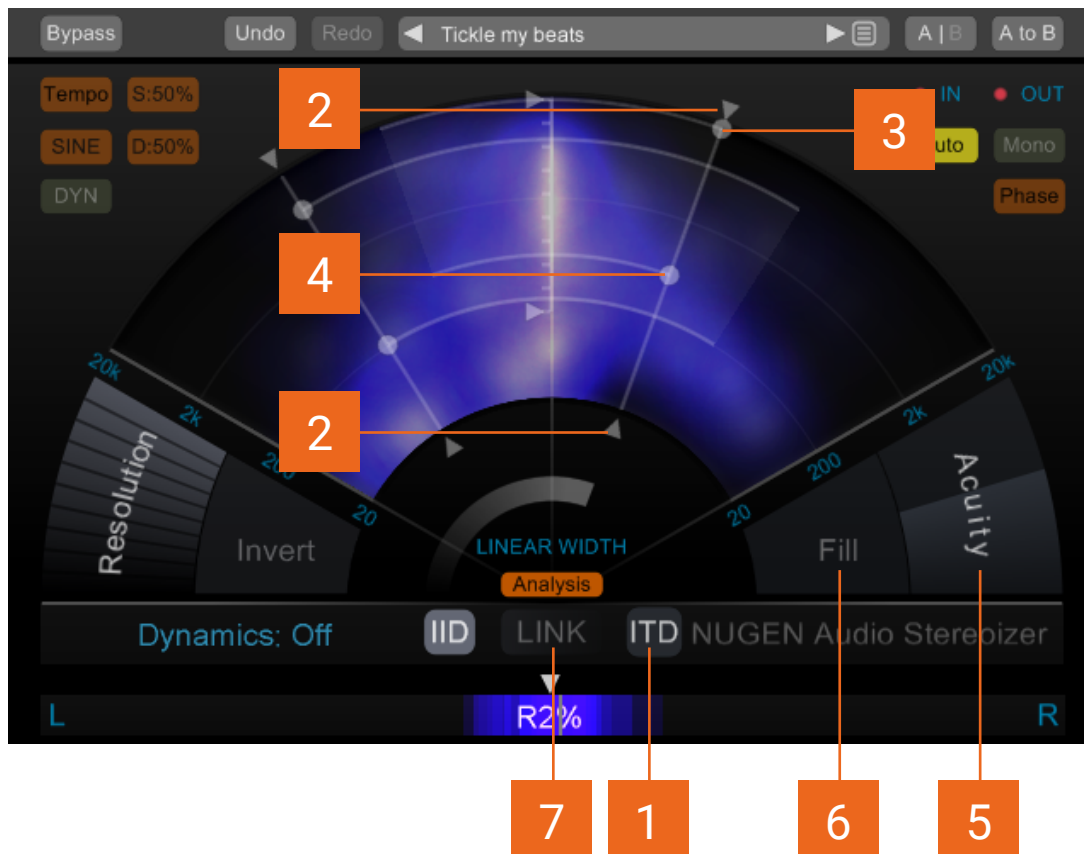 Bypass Undo Redo Tickle my beats A | B A to B
2
3
Tempo S:50% IN OUT
SINE D:50% uto Mono
DYN Phase
4
20k 20k
2k 2k
2
200 200
20 20
Resolution Invert LINEAR WIDTH Fill Acuity
Analysis
Dynamics: Off IID LINK ITD NUGEN Audio Stereoizer
L R2% R
7 1 6 5